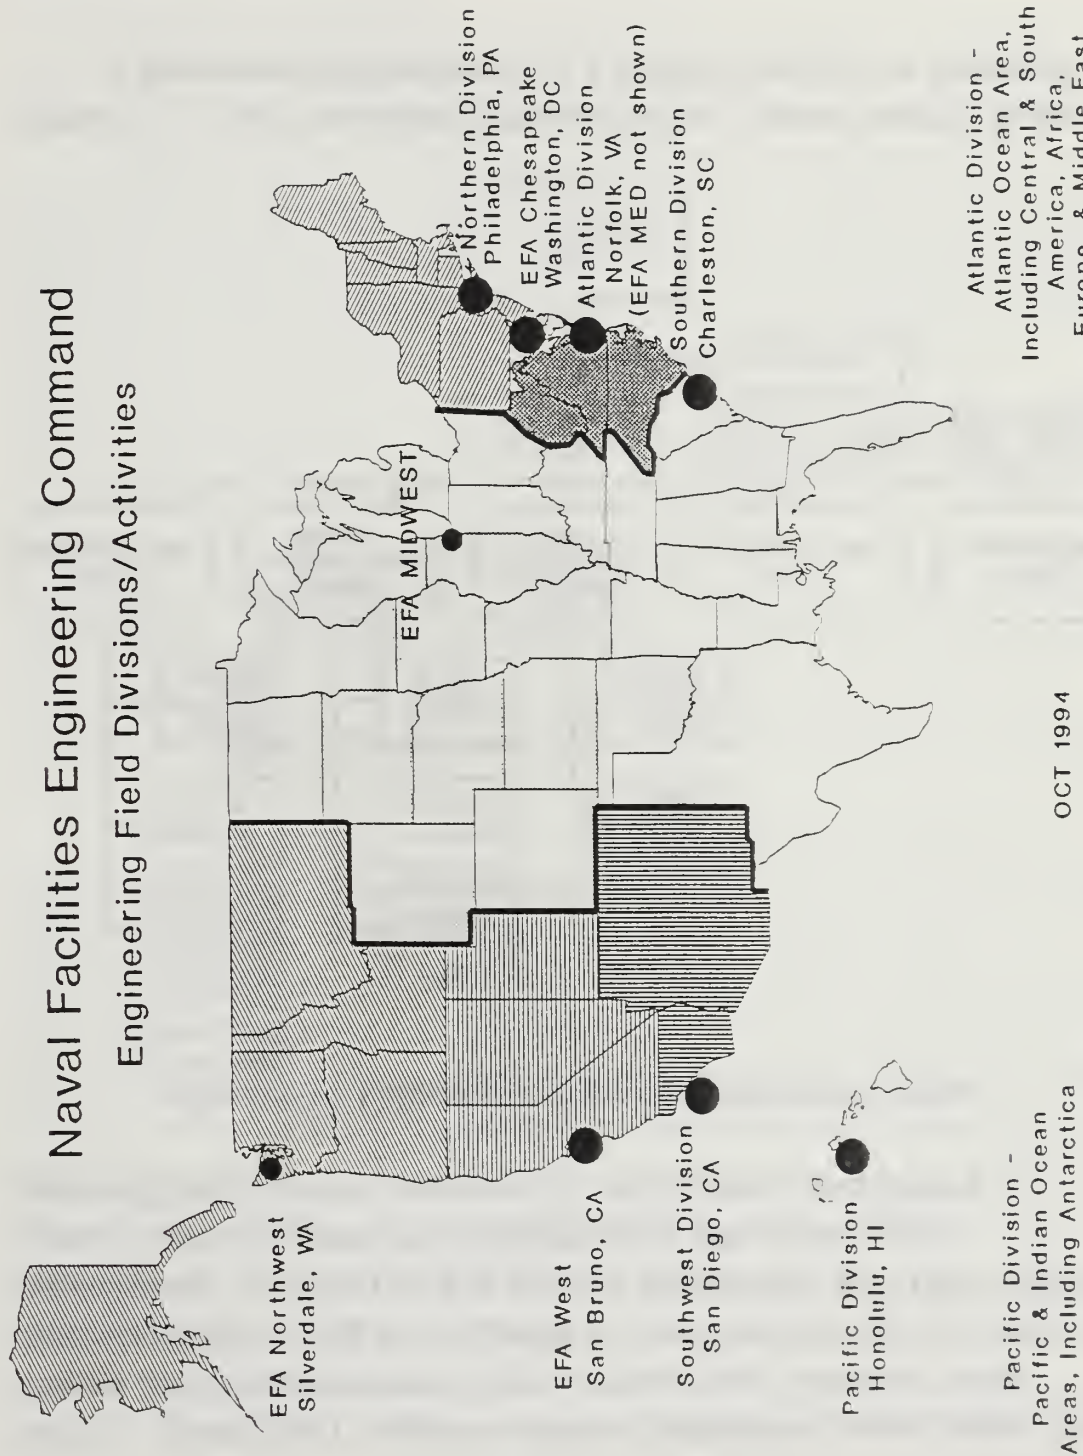 Naval Facilities Engineering Command
Engineering Field Divisions/Activities
EFA Northwest
Silverdale, WA
EFA West
San Bruno, CA
Southwest Division
San Diego, CA
Pacific Division
Honolulu, HI
Pacific Division -
Pacific & Indian Ocean
Areas, Including Antarctica
EFA MIDWEST
Northern Division
Philadelphia, PA
EFA Chesapeake
Washington, DC
Atlantic Division
Norfolk, VA
(EFA MED not shown)
Southern Division
Charleston, SC
Atlantic Division -
Atlantic Ocean Area,
Including Central & South
America, Africa,
Europe, & Middle East
OCT 1994